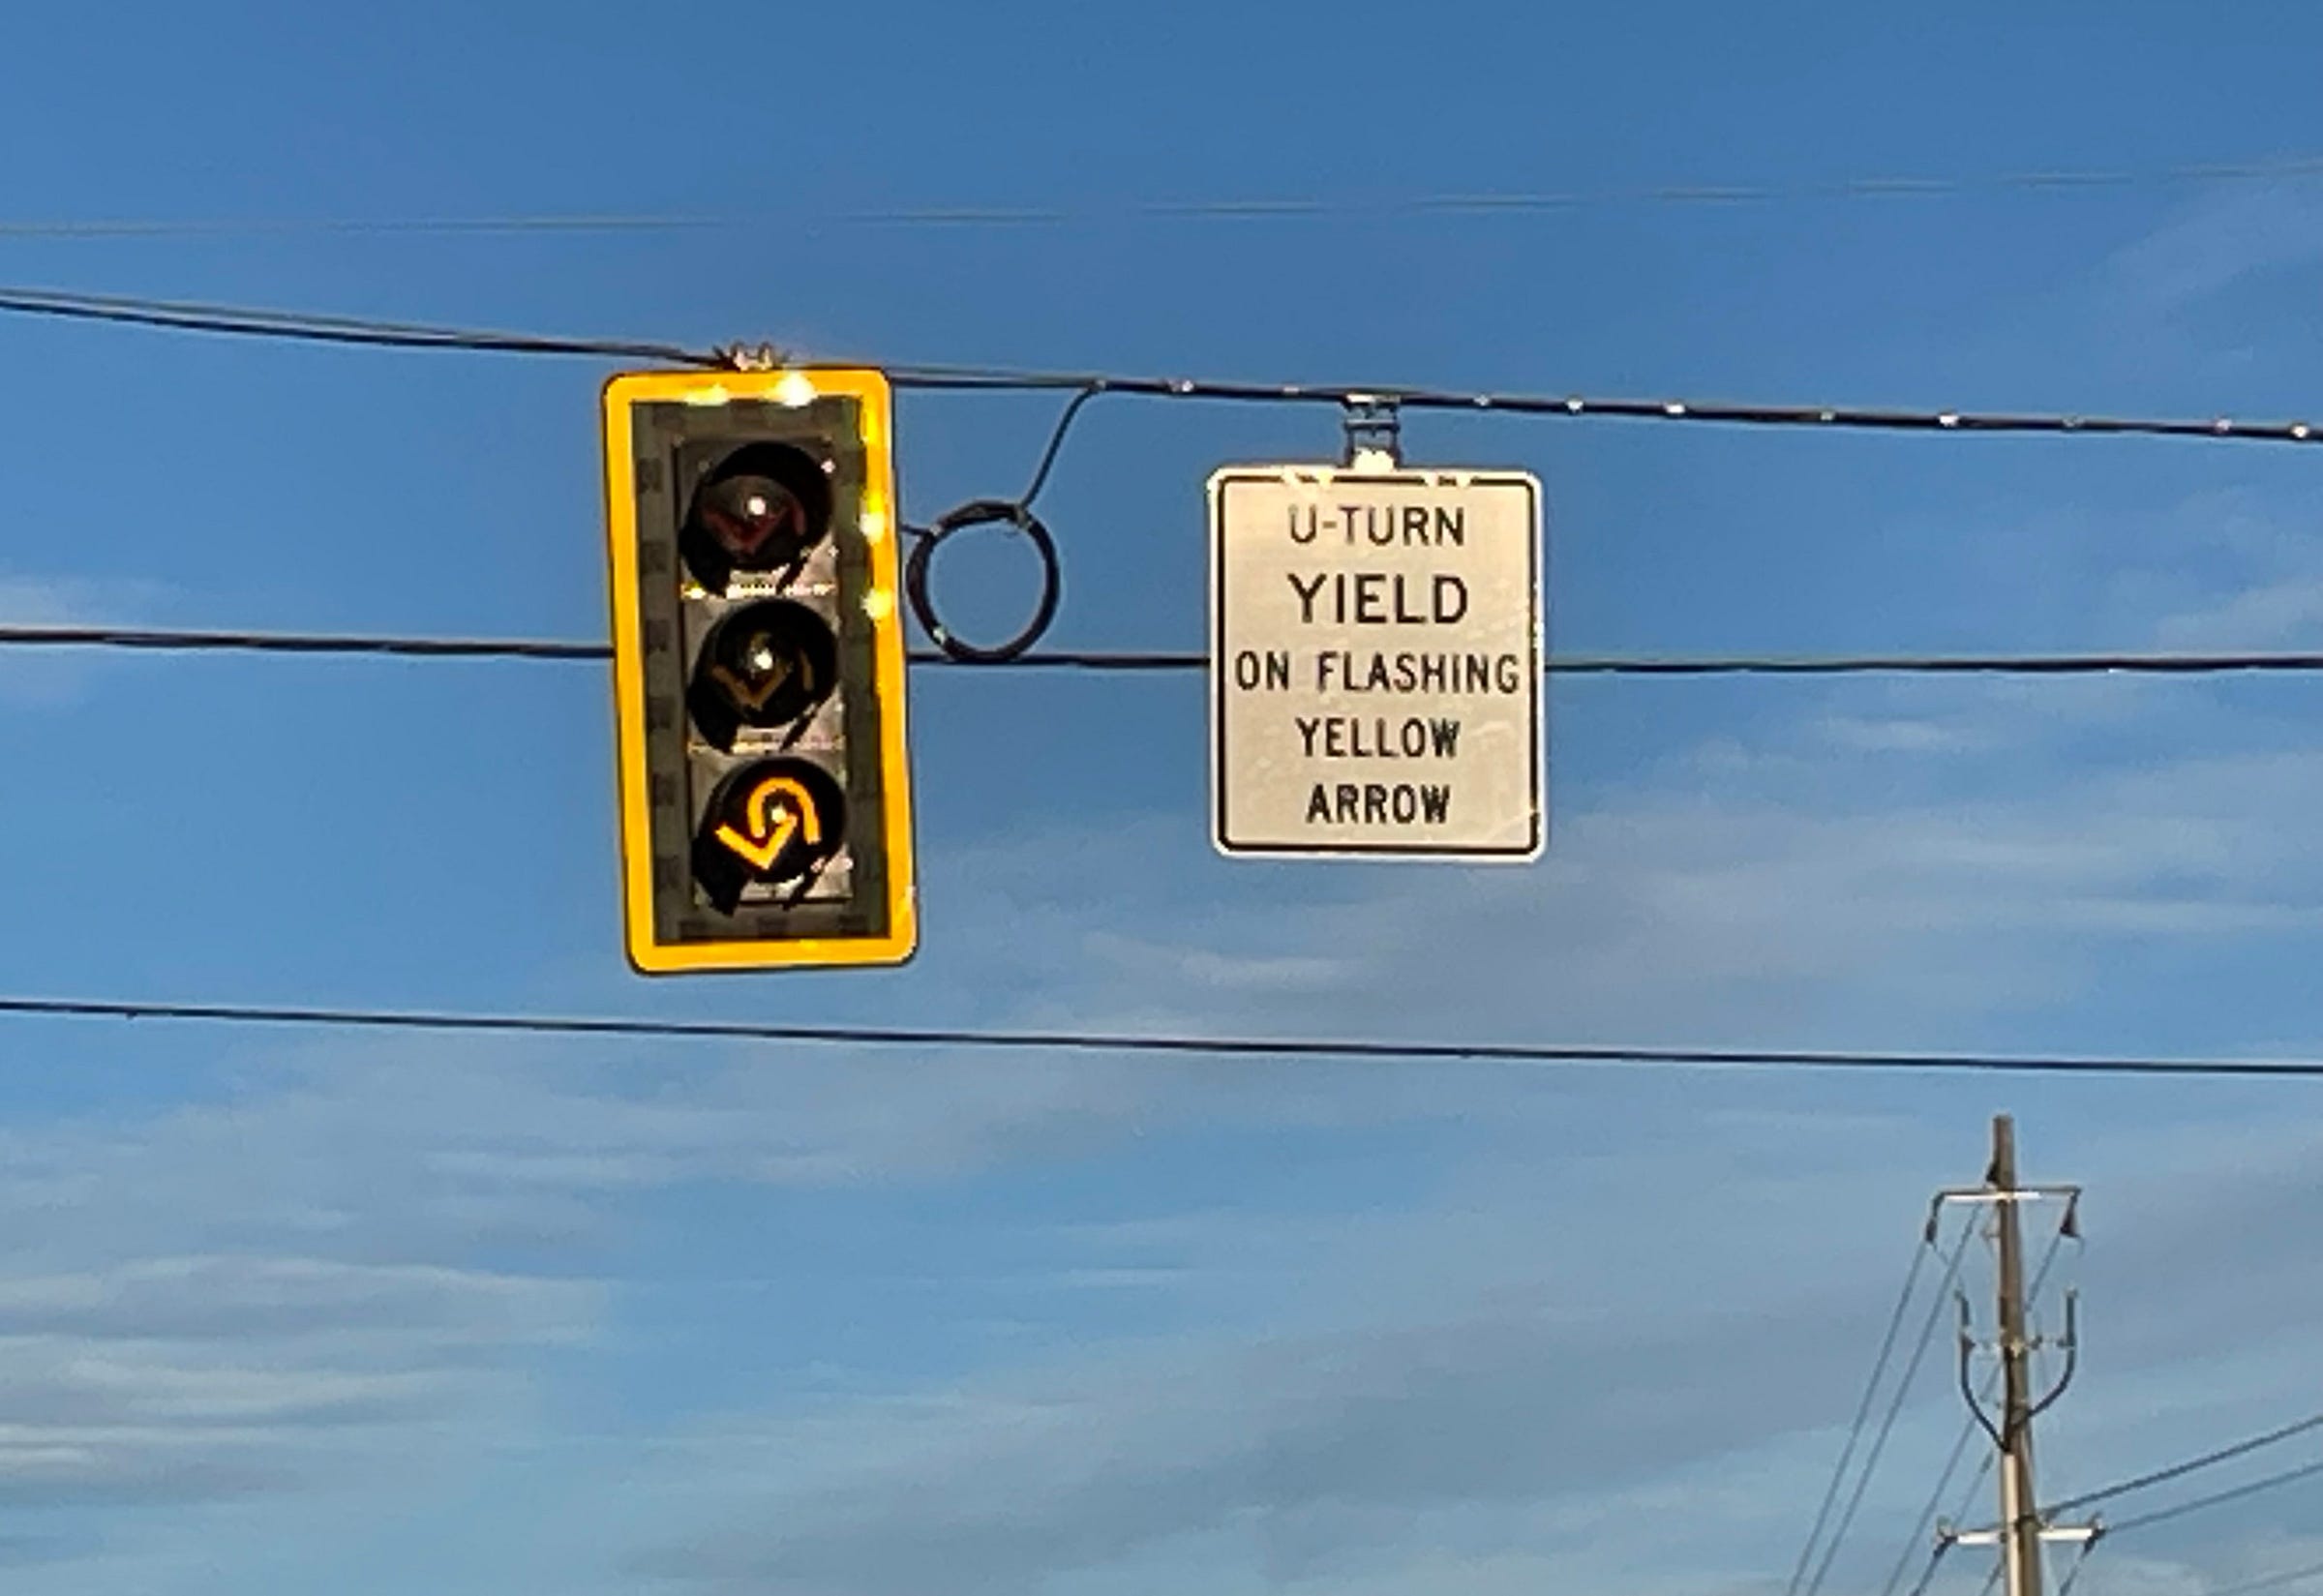 U-TURN
YIELD
ON FLASHING
YELLOW
ARROW